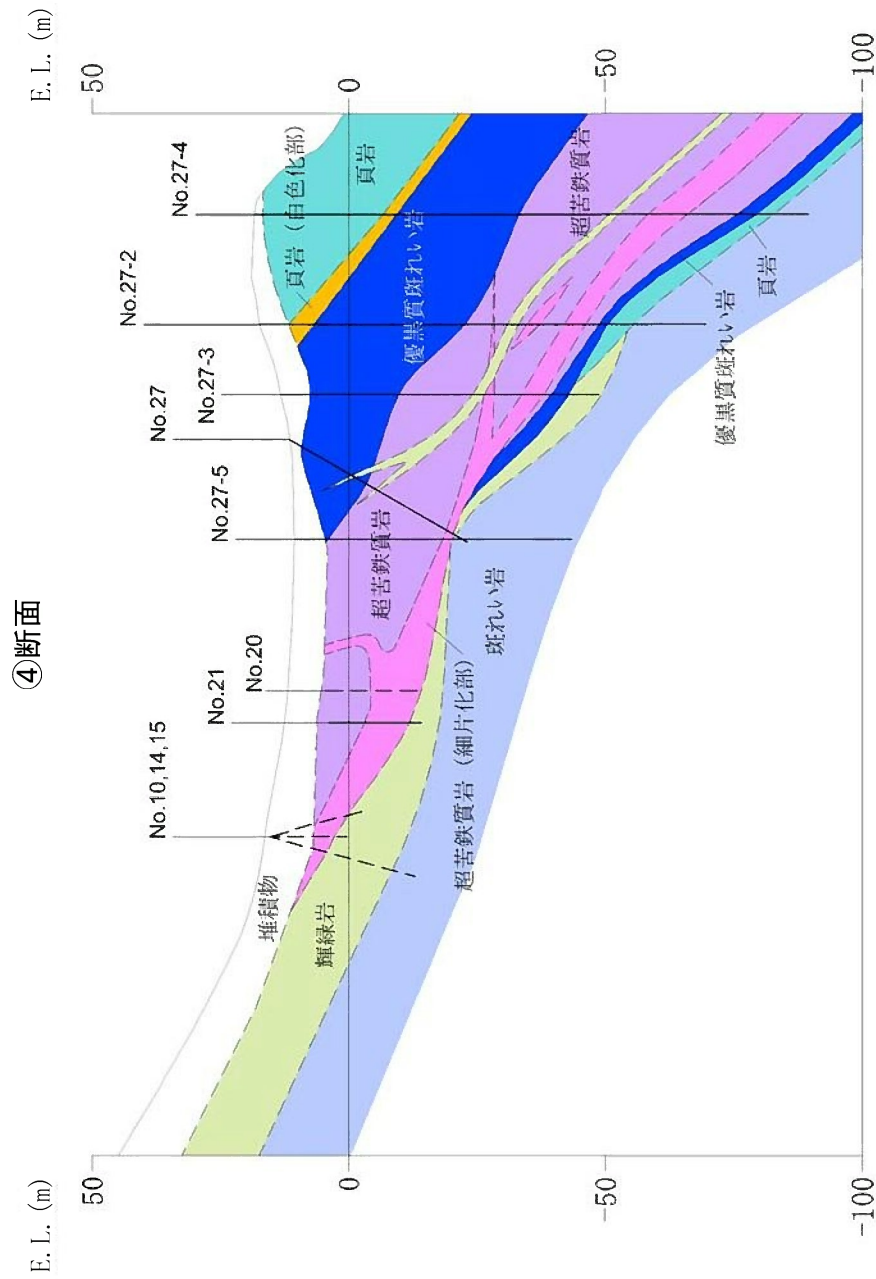 ④断面
E.L.(m)
50
0
-50
-100
E.L.(m)
50
0
-50
-100
No.10,14,15
No.21
No.20
No.27-5
No.27
No.27-3
No.27-2
No.27-4
堆積物
輝緑岩
超苦鉄質岩(細片化部)
斑れい岩
超苦鉄質岩
優黒質斑れい岩
頁岩(白色化部)
頁岩
超苦鉄質岩
優黒質斑れい岩
頁岩